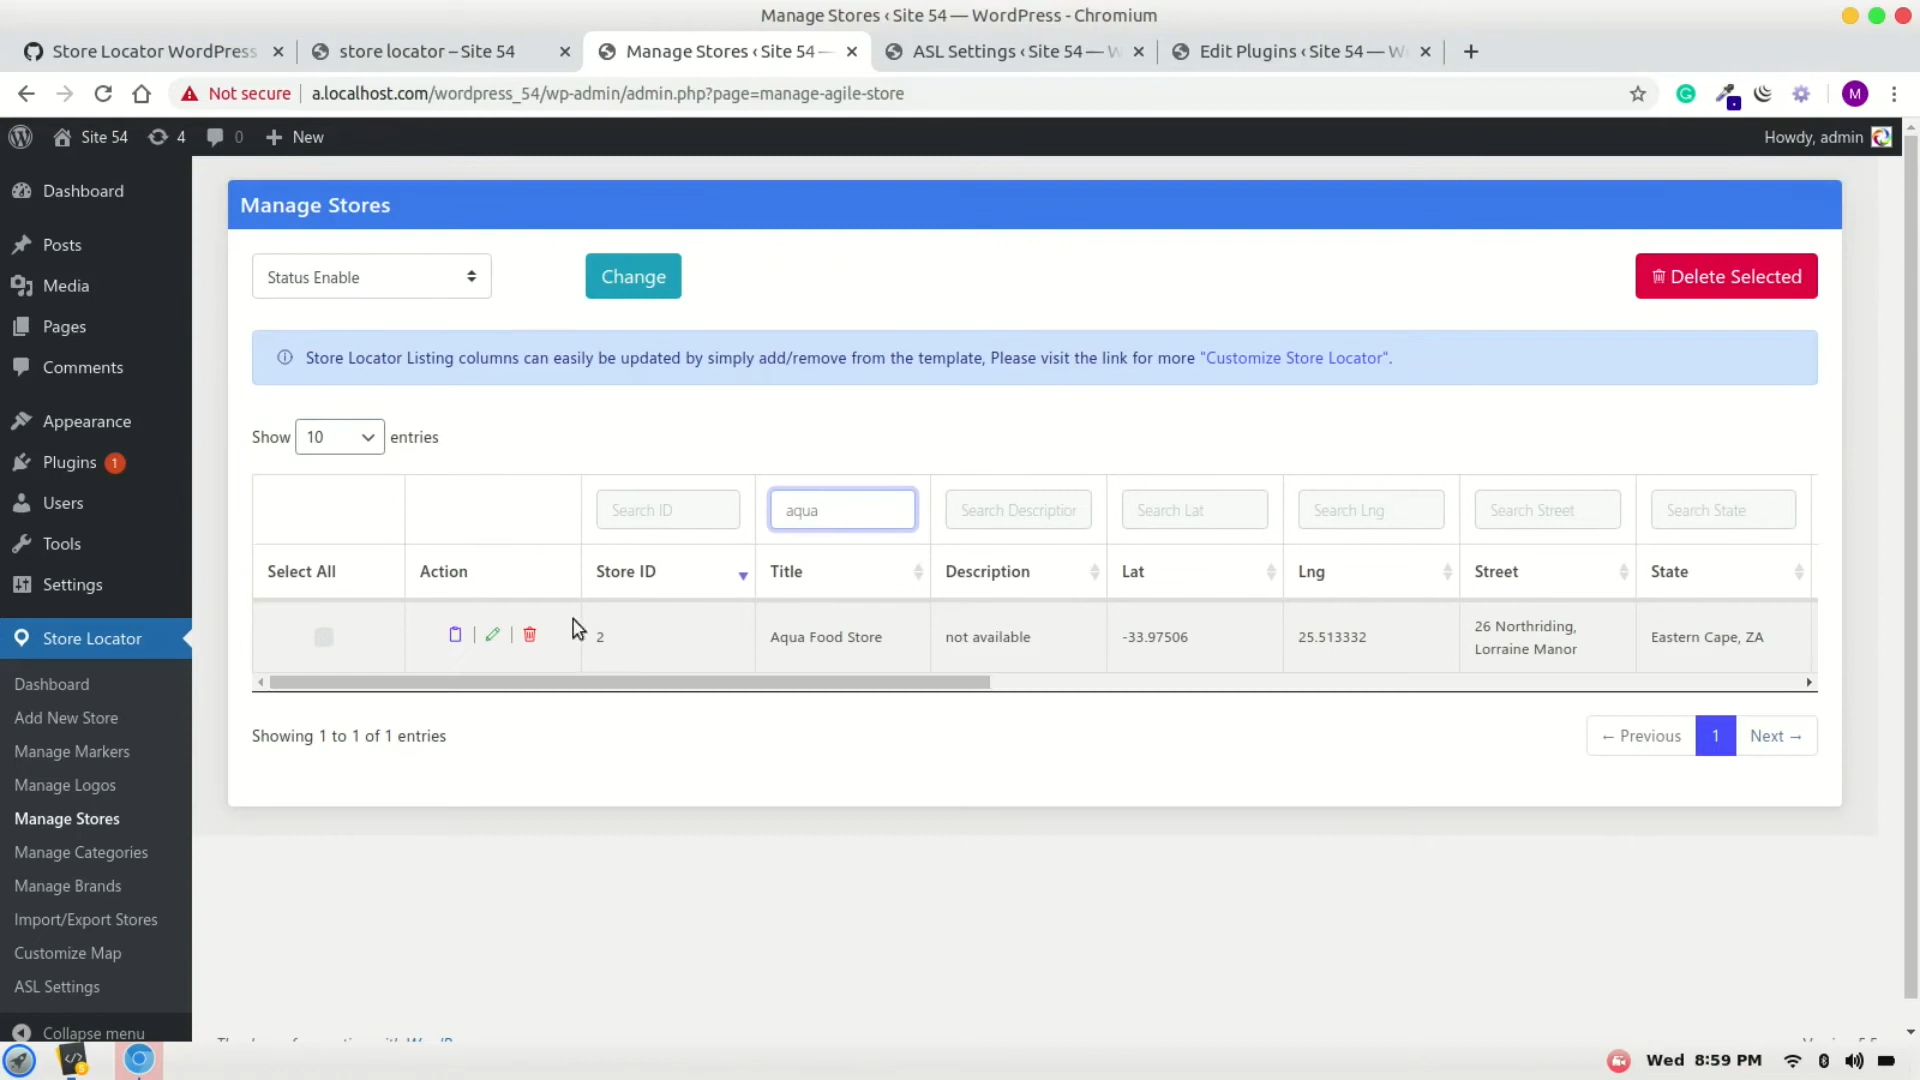 Manage Stores ‹ Site 54 — WordPress - Chromium
Store Locator WordPress
store locator – Site 54
Manage Stores ‹ Site 54 —
ASL Settings ‹ Site 54 — W
Edit Plugins ‹ Site 54 — W
Not secure
a.localhost.com/wordpress_54/wp-admin/admin.php?page=manage-agile-store
M
Site 54
4
0
New
Howdy, admin
Dashboard
Posts
Media
Pages
Comments
Appearance
Plugins 1
Users
Tools
Settings
Store Locator
Dashboard
Add New Store
Manage Markers
Manage Logos
Manage Stores
Manage Categories
Manage Brands
Import/Export Stores
Customize Map
ASL Settings
Collapse menu
Manage Stores
Status Enable
Change
Delete Selected
Store Locator Listing columns can easily be updated by simply add/remove from the template, Please visit the link for more "Customize Store Locator".
Show 10 entries
Search ID
aqua
Search Description
Search Lat
Search Lng
Search Street
Search State
Select All
Action
Store ID
Title
Description
Lat
Lng
Street
State
2
Aqua Food Store
not available
-33.97506
25.513332
26 Northriding,
Lorraine Manor
Eastern Cape, ZA
Showing 1 to 1 of 1 entries
← Previous
1
Next →
Wed 8:59 PM